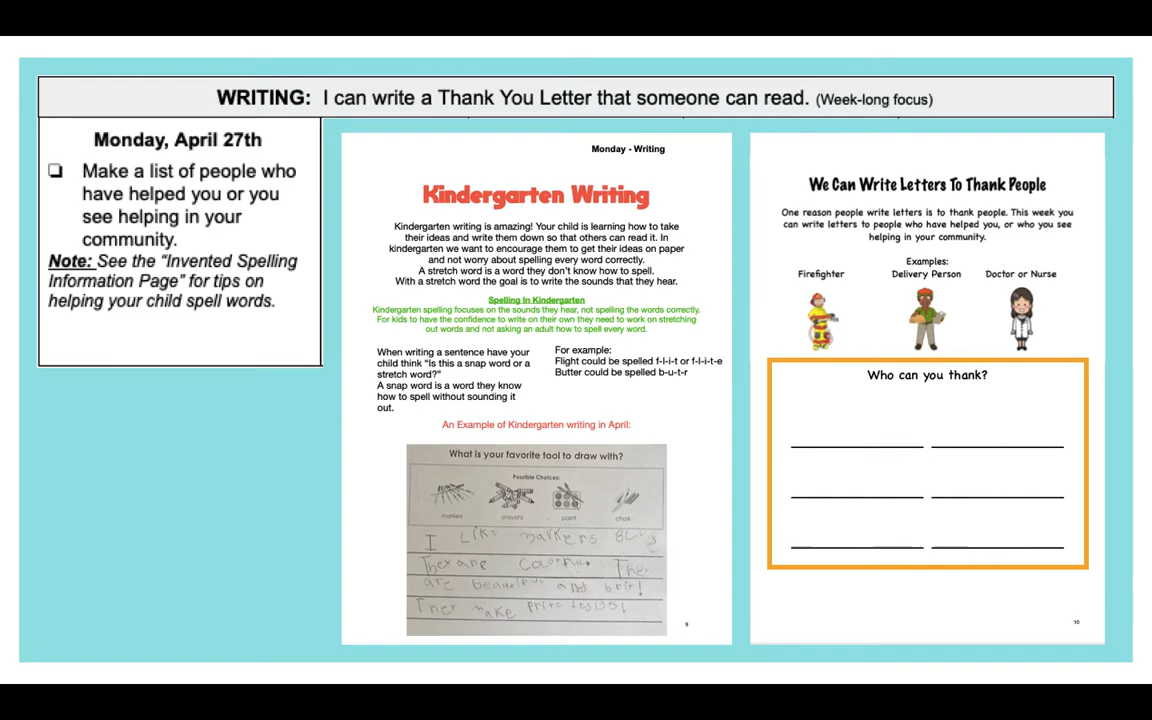 WRITING: I can write a Thank You Letter that someone can read. (Week-long focus)
Monday, April 27th
Make a list of people who
have helped you or you
see helping in your
community.
Note: See the “Invented Spelling
Information Page” for tips on
helping your child spell words.
Monday - Writing
Kindergarten Writing
Kindergarten writing is amazing! Your child is learning how to take
their ideas and write them down so that others can read it. In
kindergarten we want to encourage them to get their ideas on paper
and not worry about spelling every word correctly.
A stretch word is a word they don’t know how to spell.
With a stretch word the goal is to write the sounds that they hear.
Spelling In Kindergarten
Kindergarten spelling focuses on the sounds they hear, not spelling the words correctly.
For kids to have the confidence to write on their own they need to work on stretching
out words and not asking an adult how to spell every word.
When writing a sentence have your
child think “Is this a snap word or a
stretch word?”
A snap word is a word they know
how to spell without sounding it
out.
For example:
Flight could be spelled f-l-i-t or f-l-i-t-e
Butter could be spelled b-u-t-r
An Example of Kindergarten writing in April:
What is your favorite tool to draw with?
Possible Choices:
markers crayons paint chalk
I Like markers
They are colorful. They
are beautiful and brit!
They make
9
We Can Write Letters To Thank People
One reason people write letters is to thank people. This week you
can write letters to people who have helped you, or who you see
helping in your community.
Examples:
Firefighter Delivery Person Doctor or Nurse
Who can you thank?
10